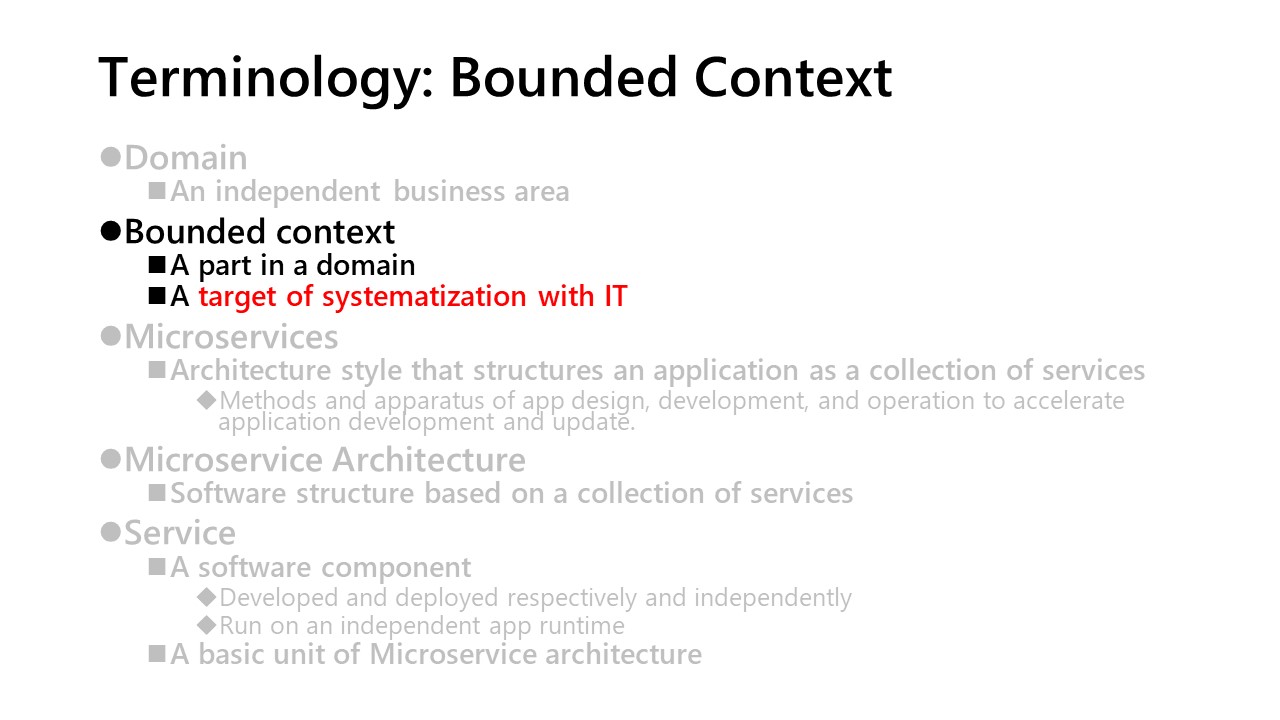 Terminology: Bounded Context
●Domain
■An independent business area
●Bounded context
■A part in a domain
■A target of systematization with IT
●Microservices
■Architecture style that structures an application as a collection of services
◆Methods and apparatus of app design, development, and operation to accelerate
application development and update.
●Microservice Architecture
■Software structure based on a collection of services
●Service
■A software component
◆Developed and deployed respectively and independently
◆Run on an independent app runtime
■A basic unit of Microservice architecture